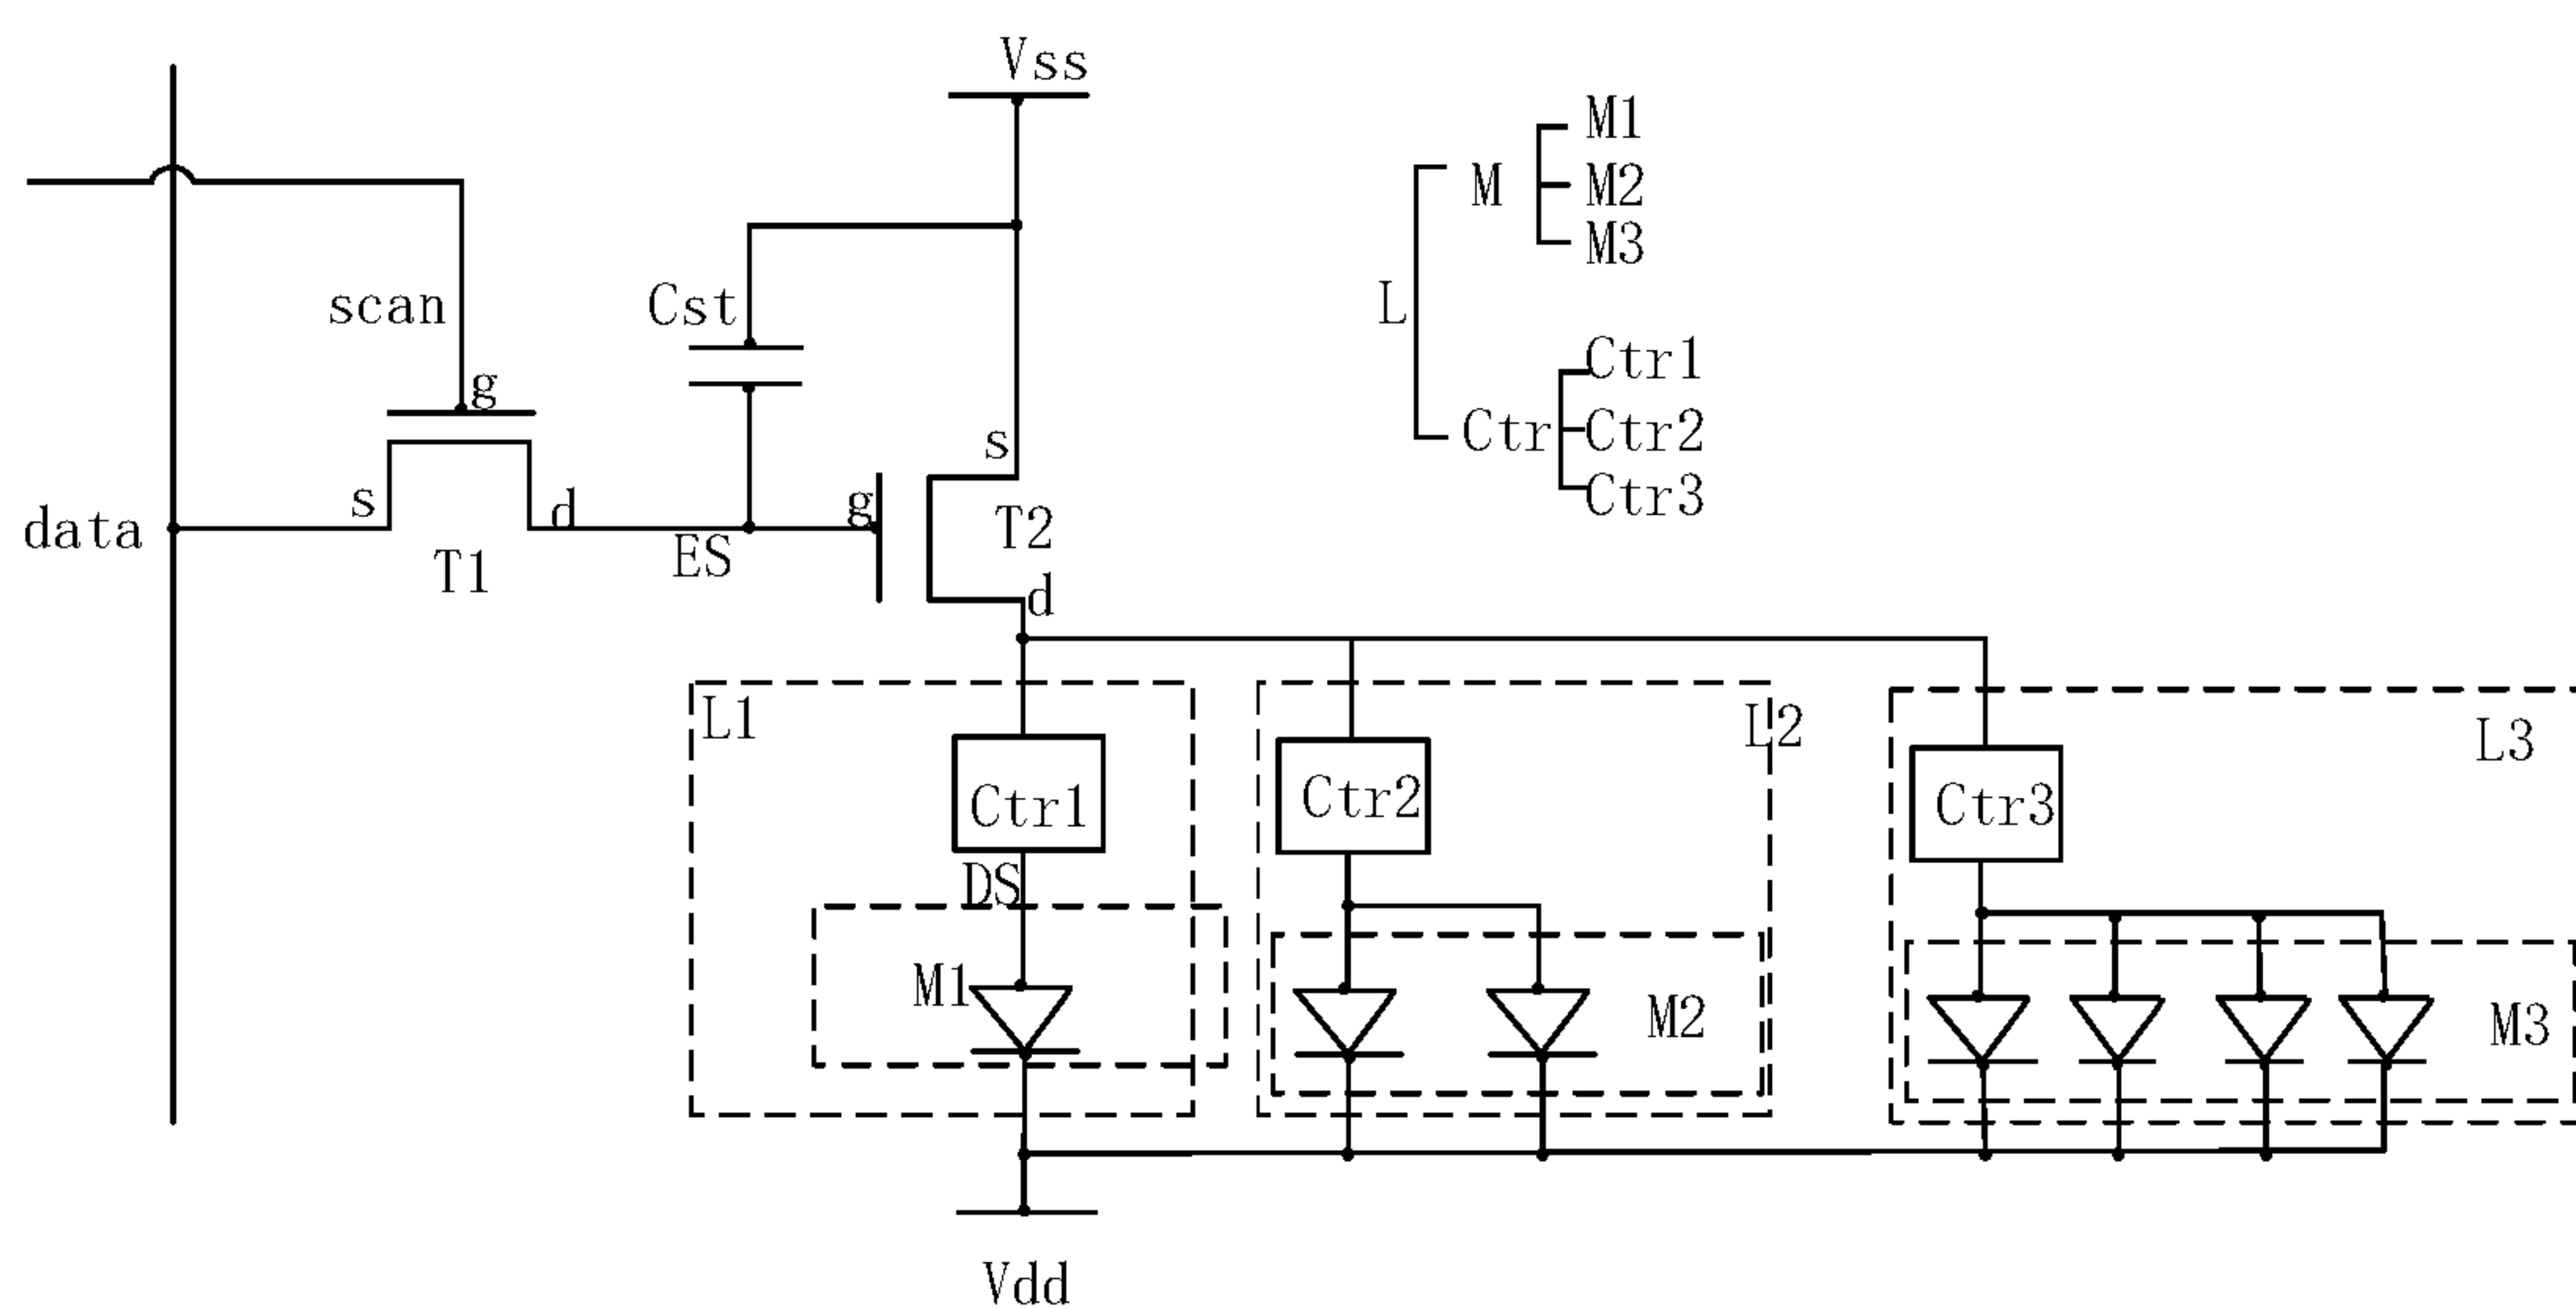 Vss
M1
M
M2
M3
scan
Cst
L
g
Ctr1
Ctr
Ctr2
Ctr3
s
s
d
g
data
T1
ES
T2
d
L1
L2
L3
Ctr1
Ctr2
Ctr3
DS
M1
M2
M3
Vdd